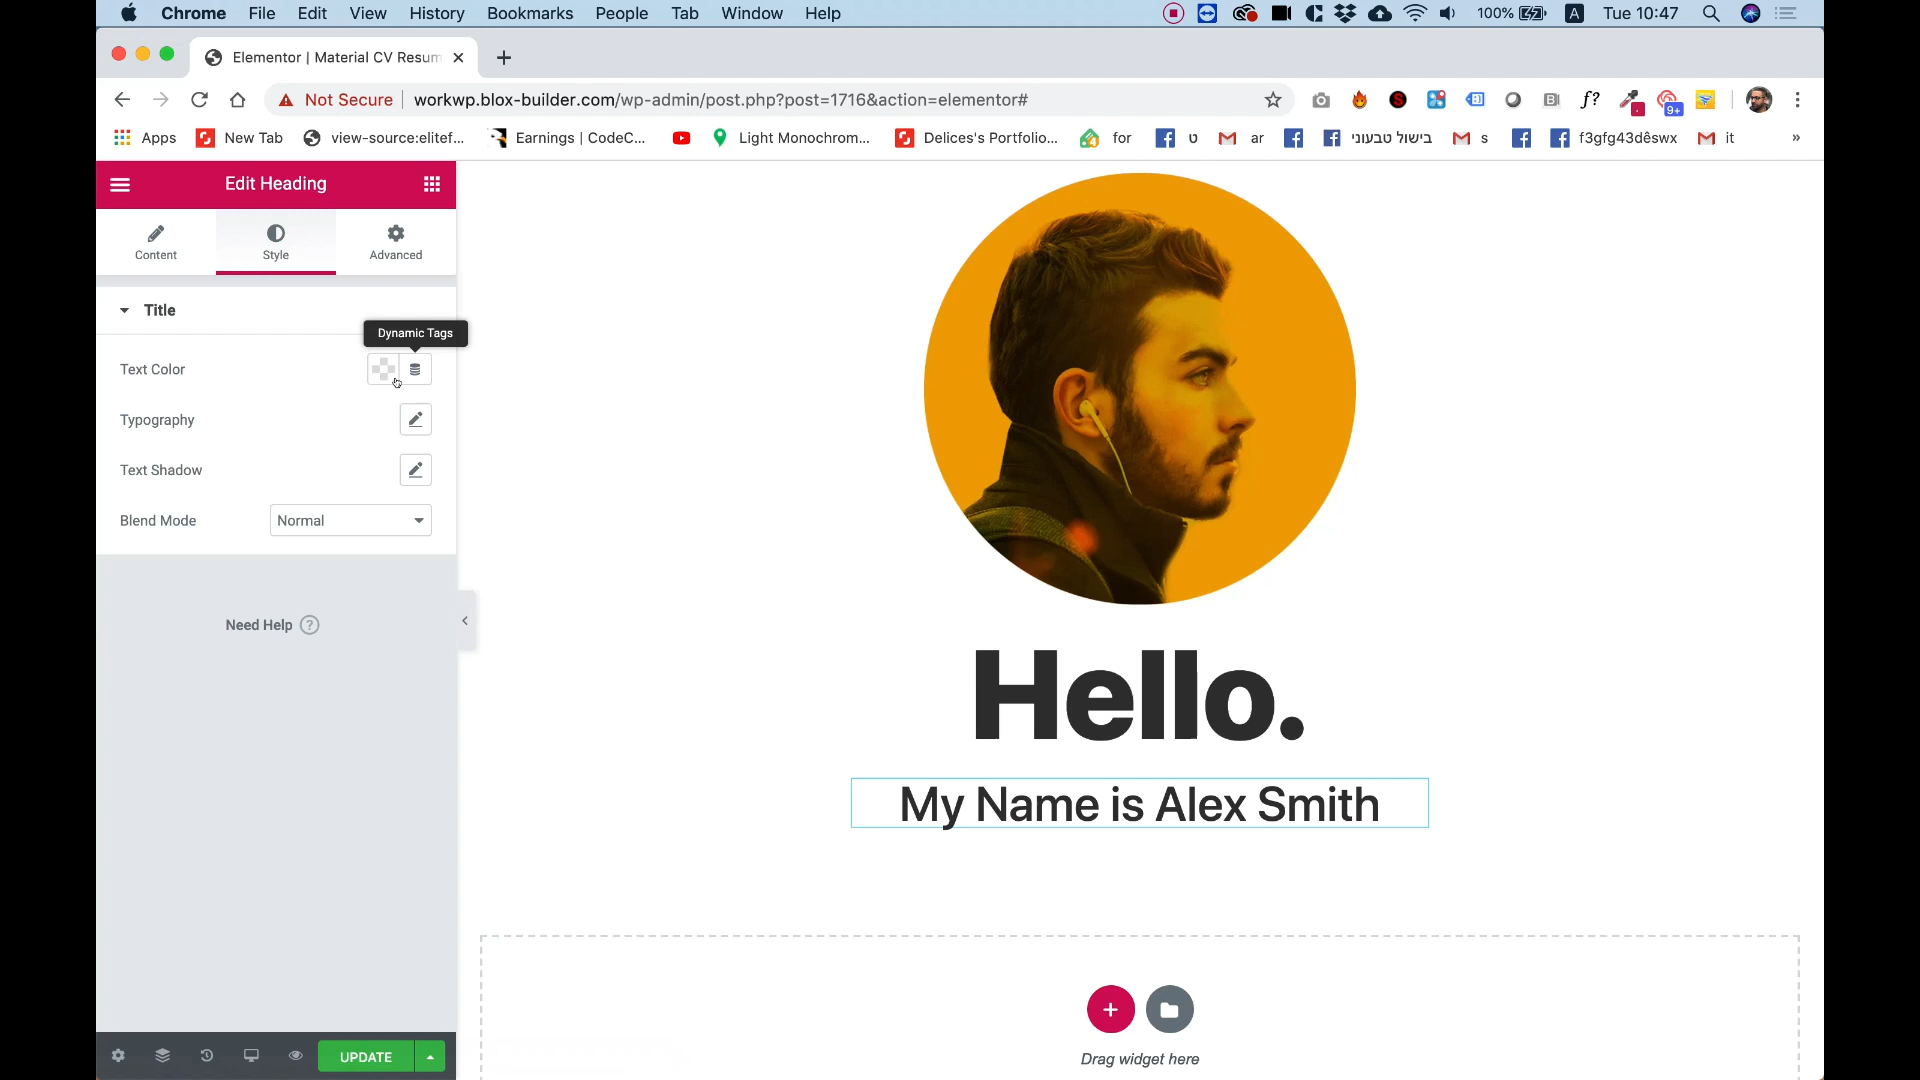 Chrome File Edit View History Bookmarks People Tab Window Help 100% A Tue 10:47
Elementor | Material CV Resum
Not Secure workwp.blox-builder.com/wp-admin/post.php?post=1716&action=elementor# f? 9+
Apps New Tab view-source:elitef... Earnings | CodeC... Light Monochrom... Delices's Portfolio... for ט ar בישול טבעוני s f3gfg43dêswx it »
Edit Heading
Content Style Advanced
Title
Dynamic Tags
Text Color
Typography
Text Shadow
Blend Mode Normal
Need Help ?
UPDATE
Hello.
My Name is Alex Smith
Drag widget here